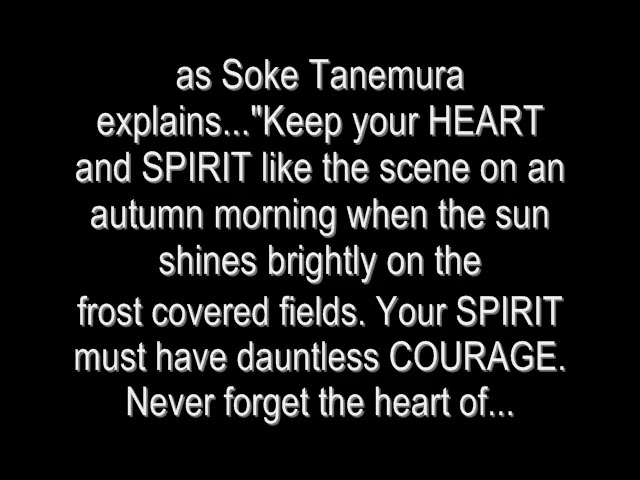 as Soke Tanemura
explains..."Keep your HEART
and SPIRIT like the scene on an
autumn morning when the sun
shines brightly on the
frost covered fields. Your SPIRIT
must have dauntless COURAGE.
Never forget the heart of...